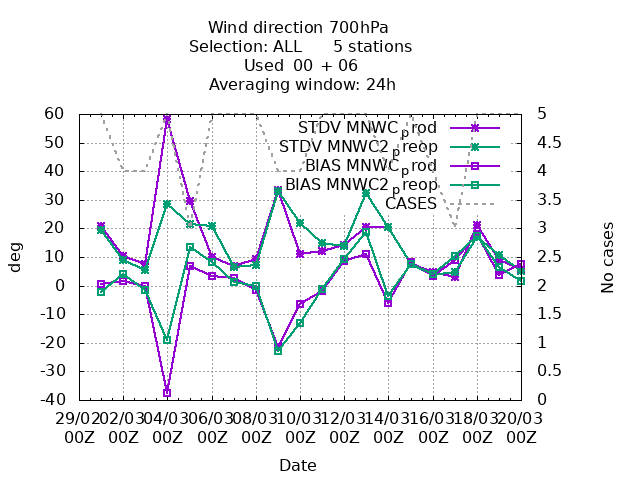 Wind direction 700hPa
Selection: ALL 5 stations
Used 00 + 06
Averaging window: 24h
60 5
50 4.5
40 4
30 3.5
20 3
10 2.5
0 2
-10 1.5
-20 1
-30 0.5
-40 0
STDV MNWC_prod
STDV MNWC2_preop
BIAS MNWC_prod
BIAS MNWC2_preop
CASES
deg
No cases
29/02 02/03 04/03 06/03 08/03 10/03 12/03 14/03 16/03 18/03 20/03
00Z 00Z 00Z 00Z 00Z 00Z 00Z 00Z 00Z 00Z 00Z
Date